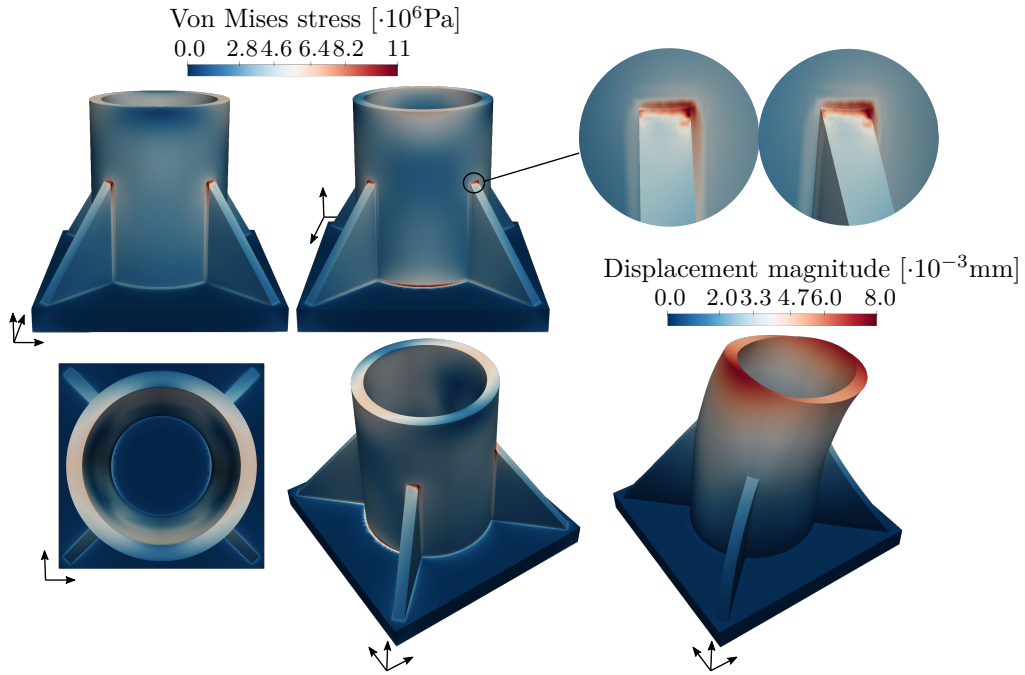 Von Mises stress [·10⁶Pa]
0.0 2.8 4.6 6.4 8.2 11
Displacement magnitude [·10⁻³mm]
0.0 2.0 3.3 4.7 6.0 8.0